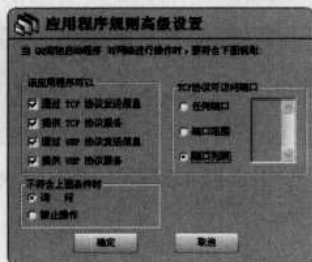 应用程序规则高级设置
当 QQ宠物启动程序 对网络进行操作时，要符合下面规则：
该应用程序可以
通过 TCP 协议发送信息
提供 TCP 协议服务
通过 UDP 协议发送信息
提供 UDP 协议服务
TCP协议可访问端口
任何端口
端口范围
端口列表
不符合上面条件时
询 问
禁止操作
确定
取消